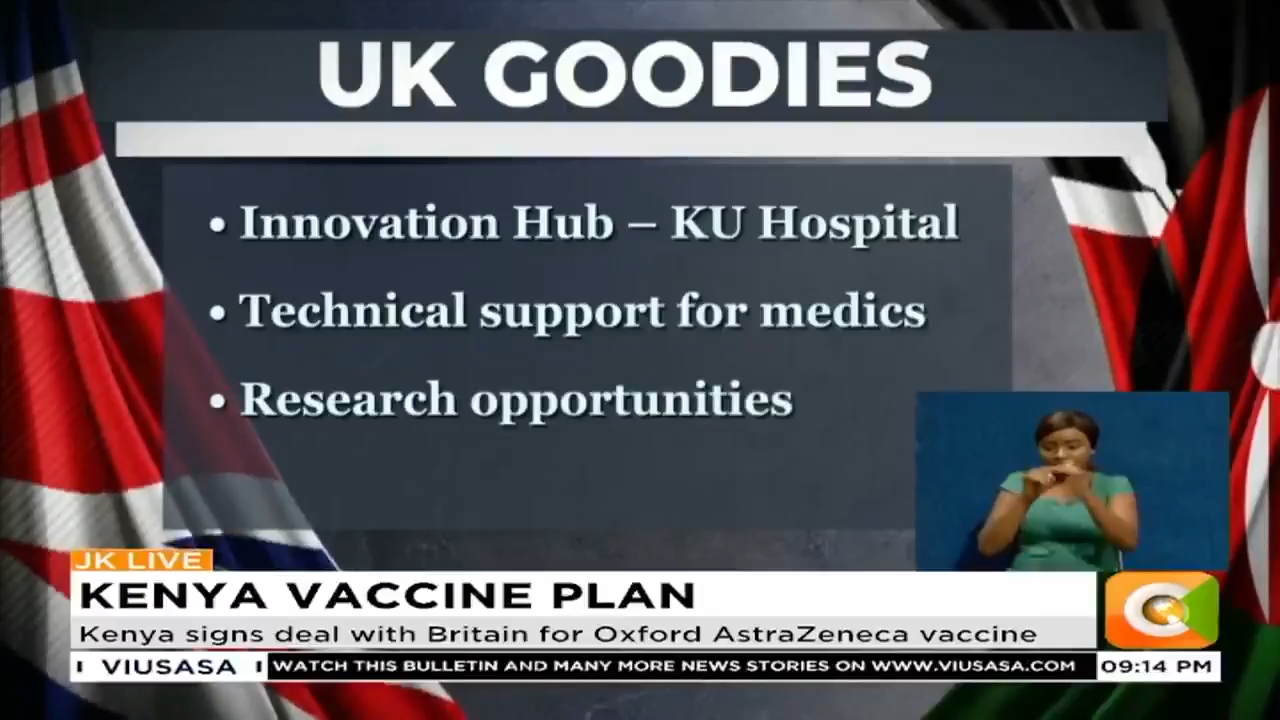 UK GOODIES
• Innovation Hub – KU Hospital
• Technical support for medics
• Research opportunities
JK LIVE
KENYA VACCINE PLAN
Kenya signs deal with Britain for Oxford AstraZeneca vaccine
VIUSASA
WATCH THIS BULLETIN AND MANY MORE NEWS STORIES ON WWW.VIUSASA.COM
09:14 PM